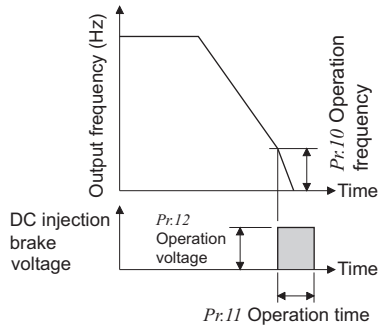 Output frequency (Hz)
Pr.10 Operation
frequency
Time
DC injection
brake
voltage
Pr.12
Operation
voltage
Time
Pr.11 Operation time